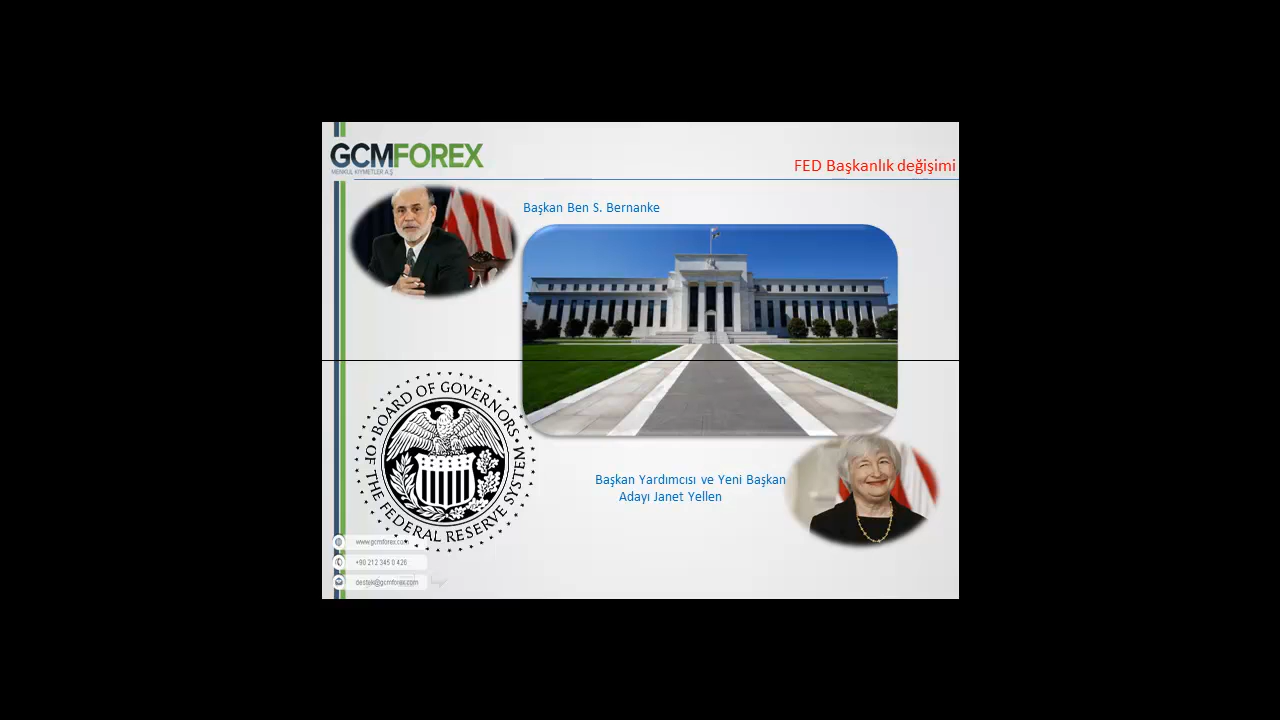 GCMFOREX
MENKUL KIYMETLER A.Ş
FED Başkanlık değişimi
Başkan Ben S. Bernanke
BOARD OF GOVERNORS
OF THE FEDERAL RESERVE SYSTEM
Başkan Yardımcısı ve Yeni Başkan
Adayı Janet Yellen
www.gcmforex.com
+90 212 345 0 426
destek@gcmforex.com